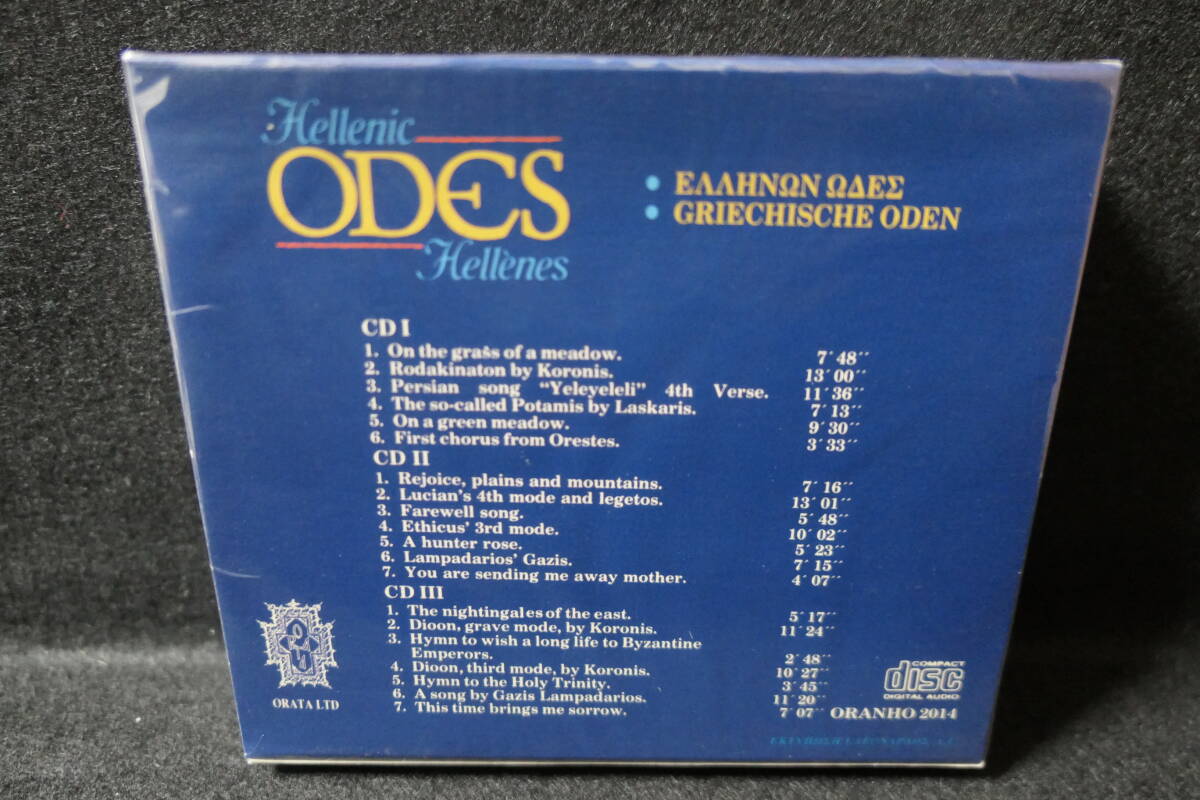 Hellenic
ODES
Hellènes
• ΕΛΛΗΝΩΝ ΩΔΕΣ
• GRIECHISCHE ODEN
CD I
1. On the grass of a meadow. 7΄48΄΄
2. Rodakinaton by Koronis. 13΄00΄΄
3. Persian song "Yeleyeleli" 4th Verse. 11΄36΄΄
4. The so-called Potamis by Laskaris. 7΄13΄΄
5. On a green meadow. 9΄30΄΄
6. First chorus from Orestes. 3΄33΄΄
CD II
1. Rejoice, plains and mountains. 7΄16΄΄
2. Lucian's 4th mode and legetos. 13΄01΄΄
3. Farewell song. 5΄48΄΄
4. Ethicus' 3rd mode. 10΄02΄΄
5. A hunter rose. 5΄23΄΄
6. Lampadarios' Gazis. 7΄15΄΄
7. You are sending me away mother. 4΄07΄΄
CD III
1. The nightingales of the east. 5΄17΄΄
2. Dioon, grave mode, by Koronis. 11΄24΄΄
3. Hymn to wish a long life to Byzantine
Emperors. 2΄48΄΄
4. Dioon, third mode, by Koronis. 10΄27΄΄
5. Hymn to the Holy Trinity. 3΄45΄΄
6. A song by Gazis Lampadarios. 11΄20΄΄
7. This time brings me sorrow. 7΄07΄΄
ORATA LTD
COMPACT
disc
DIGITAL AUDIO
ORANHO 2014